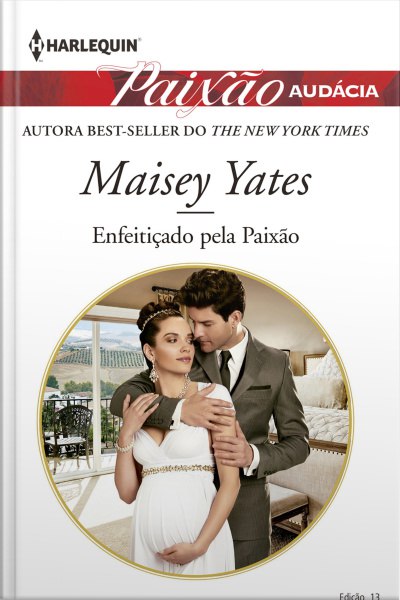 HARLEQUIN
Paixão AUDÁCIA
AUTORA BEST-SELLER DO THE NEW YORK TIMES
Maisey Yates
Enfeitiçado pela Paixão
Edição 13